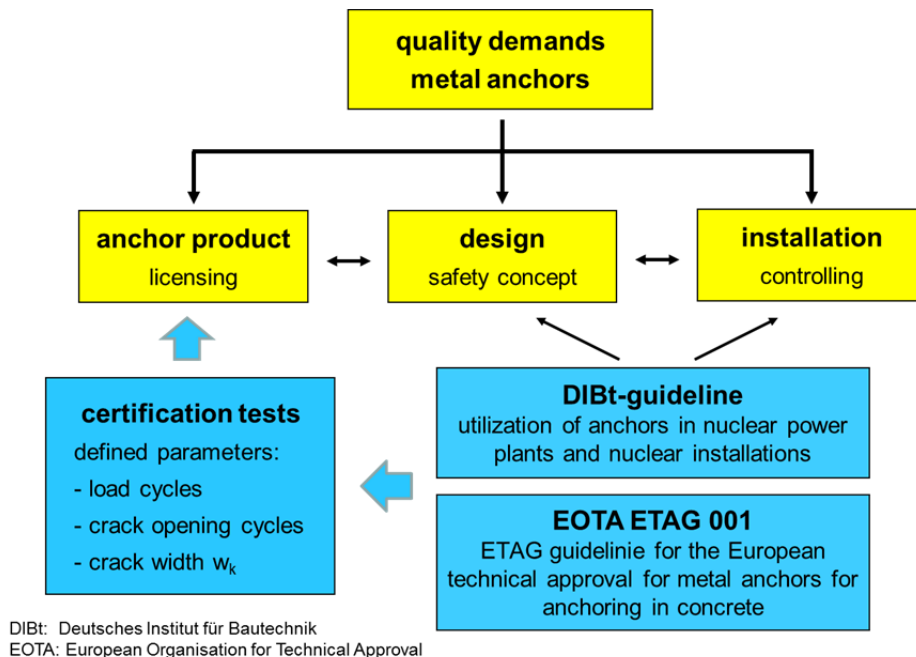 quality demands
metal anchors
anchor product
licensing
design
safety concept
installation
controlling
certification tests
defined parameters:
- load cycles
- crack opening cycles
- crack width wk
DIBt-guideline
utilization of anchors in nuclear power
plants and nuclear installations
EOTA ETAG 001
ETAG guidelinie for the European
technical approval for metal anchors for
anchoring in concrete
DIBt: Deutsches Institut für Bautechnik
EOTA: European Organisation for Technical Approval